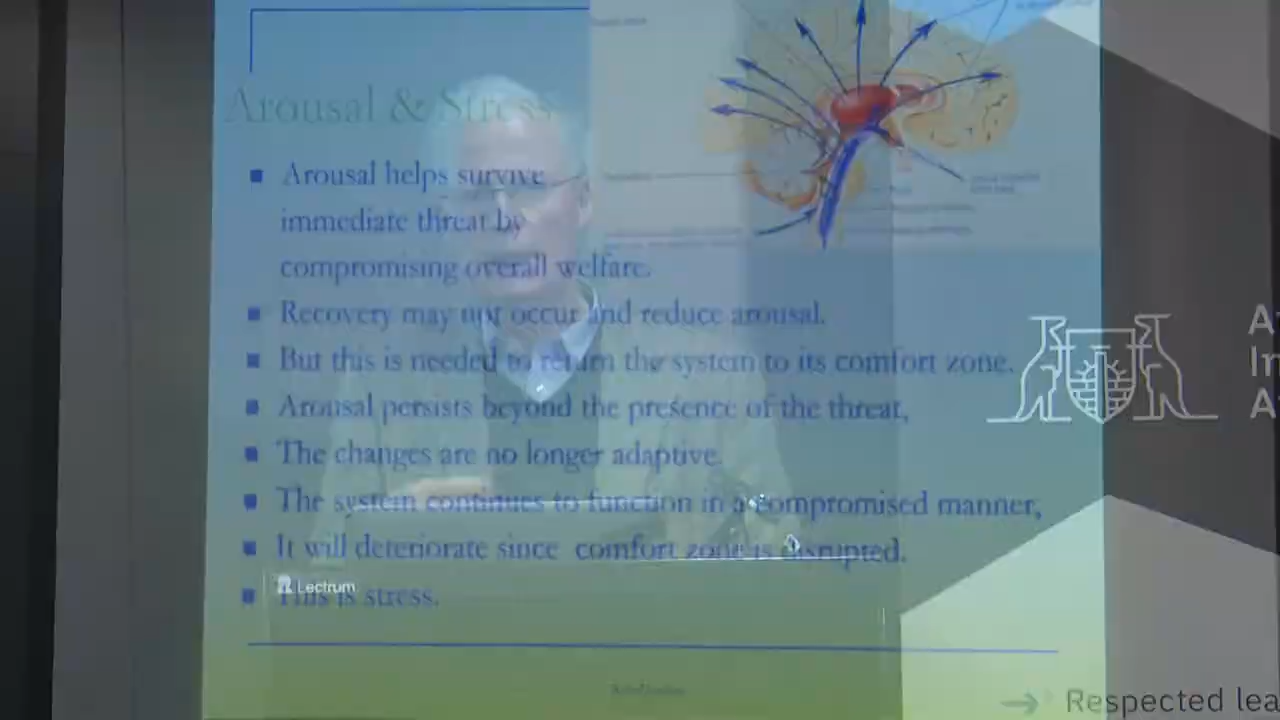 Arousal & Stress
Arousal helps survive
immediate threat by
compromising overall welfare.
Recovery may not occur and reduce arousal.
But this is needed to return the system to its comfort zone.
Arousal persists beyond the presence of the threat,
The changes are no longer adaptive.
The system continues to function in a compromised manner,
It will deteriorate since comfort zone is disrupted.
This is stress.
Lectrum
Respected lea